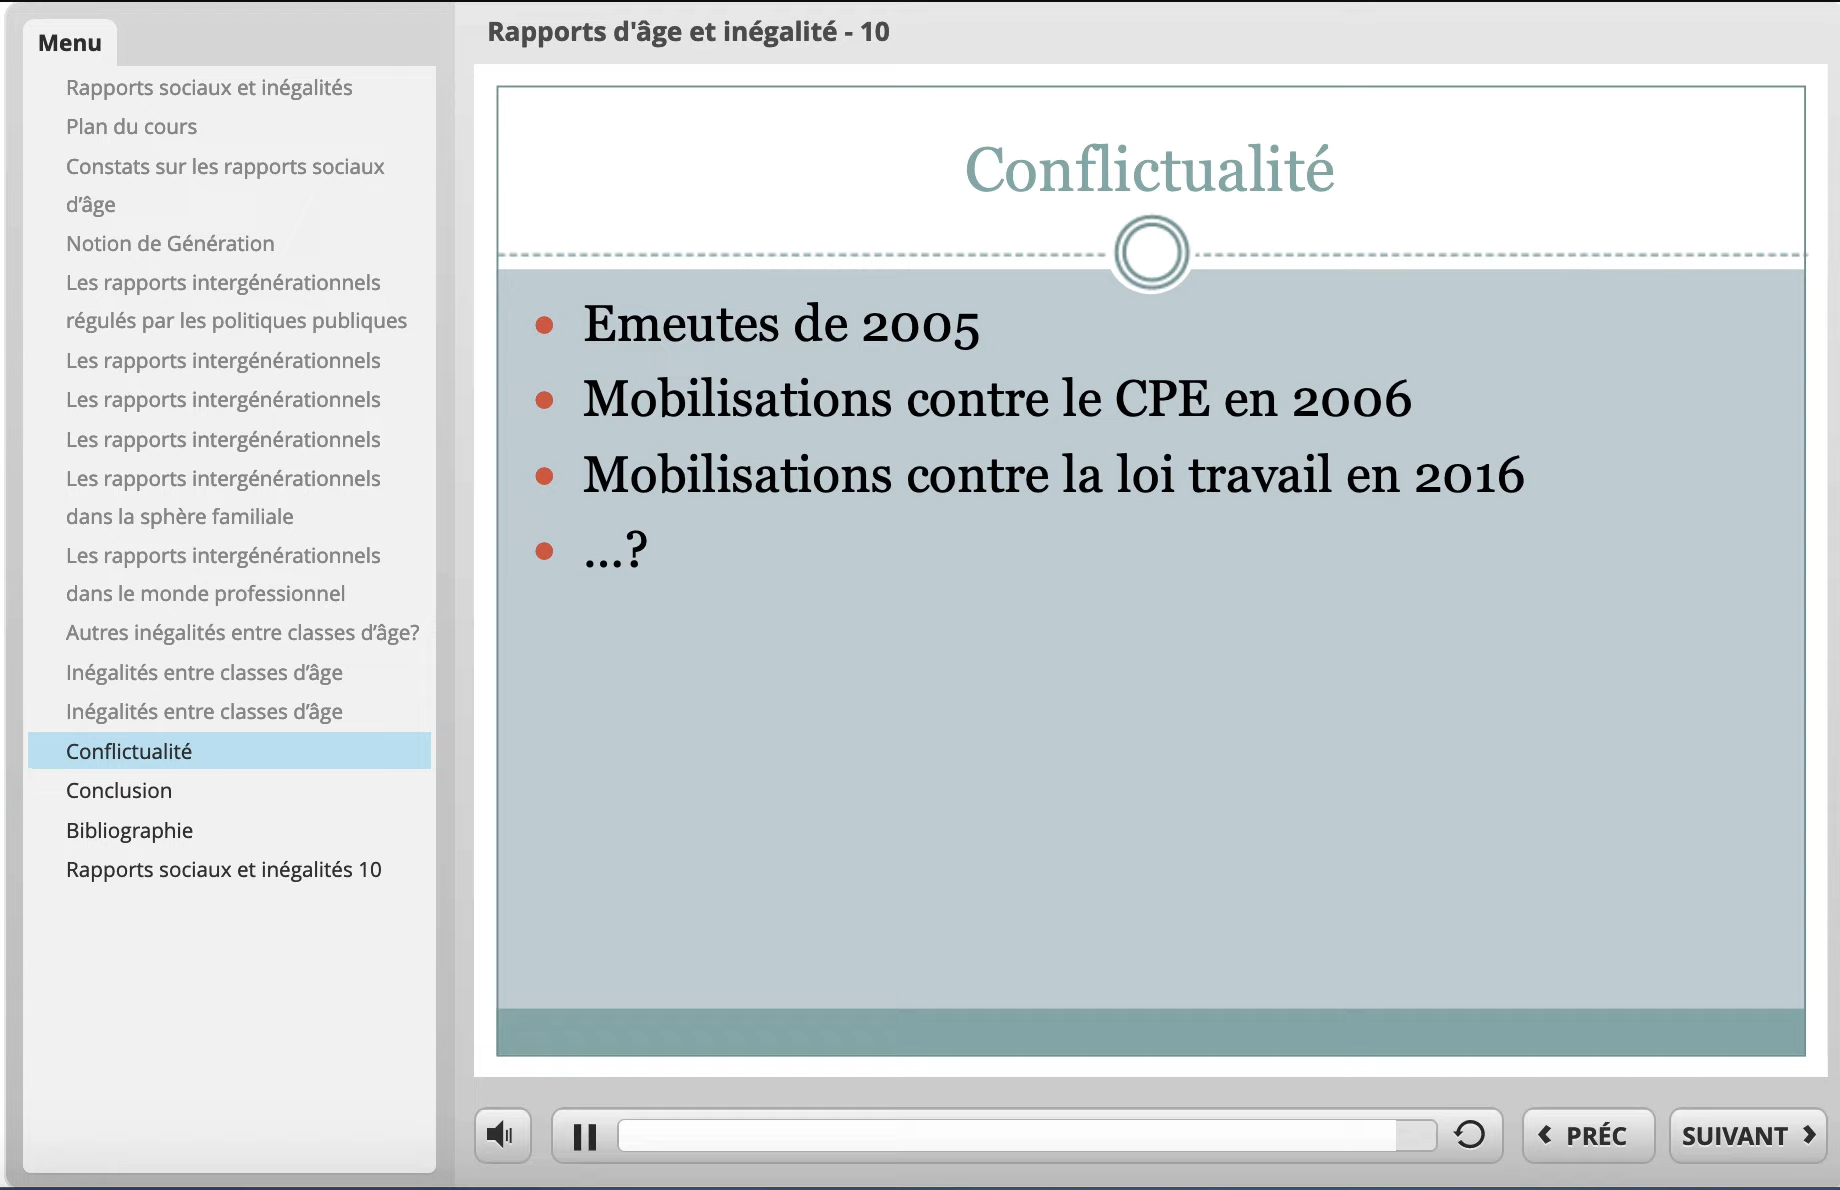 Menu
Rapports sociaux et inégalités
Plan du cours
Constats sur les rapports sociaux
d'âge
Notion de Génération
Les rapports intergénérationnels
régulés par les politiques publiques
Les rapports intergénérationnels
Les rapports intergénérationnels
Les rapports intergénérationnels
Les rapports intergénérationnels
dans la sphère familiale
Les rapports intergénérationnels
dans le monde professionnel
Autres inégalités entre classes d'âge?
Inégalités entre classes d'âge
Inégalités entre classes d'âge
Conflictualité
Conclusion
Bibliographie
Rapports sociaux et inégalités 10
Rapports d'âge et inégalité - 10
Conflictualité
• Emeutes de 2005
• Mobilisations contre le CPE en 2006
• Mobilisations contre la loi travail en 2016
• ...?
PRÉC
SUIVANT